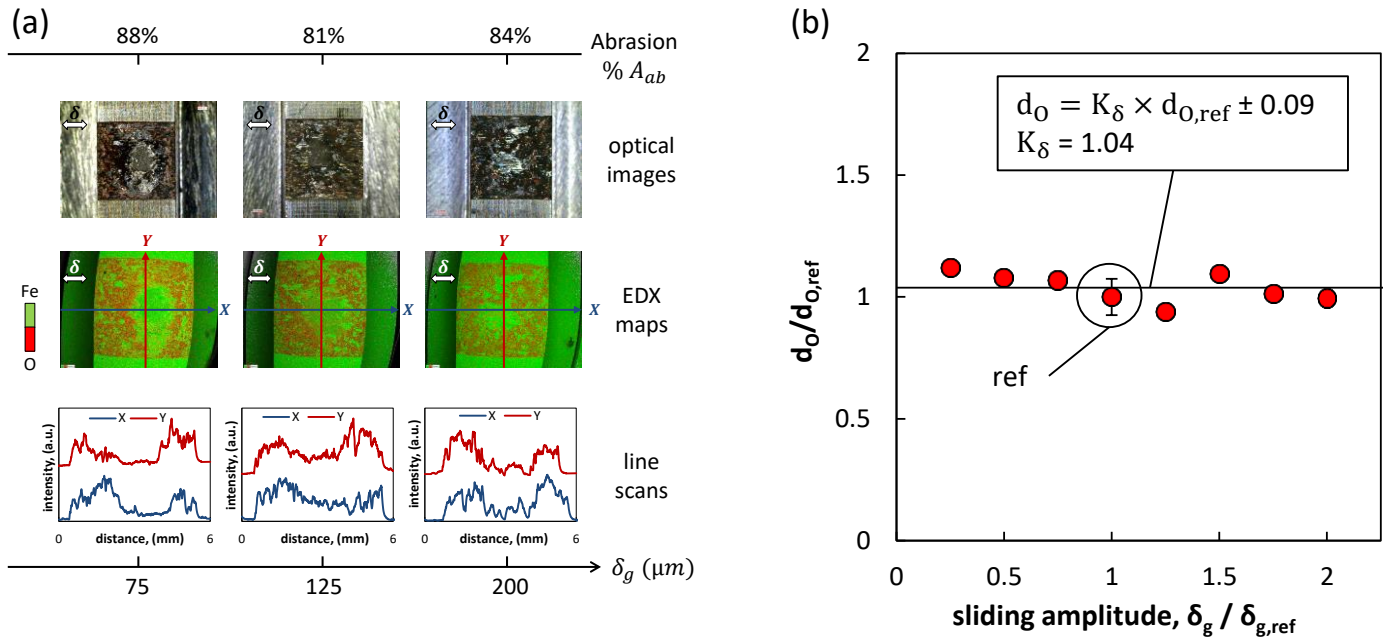 (a)
88%
81%
84%
Abrasion
% A_ab
δ
δ
δ
optical
images
Y
Y
Y
δ
δ
δ
X
X
X
Fe
O
EDX
maps
X Y
X Y
X Y
intensity, (a.u.)
intensity, (a.u.)
intensity, (a.u.)
line
scans
0 distance, (mm) 6
0 distance, (mm) 6
0 distance, (mm) 6
75
125
200
δ_g (μm)
(b)
2
1.5
1
0.5
0
d_O/d_O,ref
d_O = K_δ × d_O,ref ± 0.09
K_δ = 1.04
ref
0 0.5 1 1.5 2
sliding amplitude, δ_g / δ_g,ref